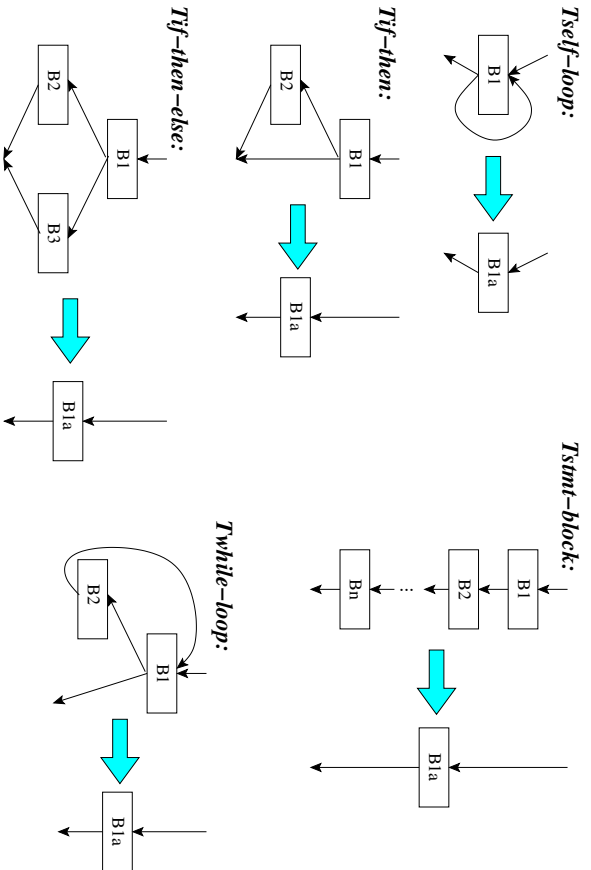 Tself−loop:
B1
B1a
Tif−then:
B1
B2
B1a
Tif−then−else:
B1
B2
B3
B1a
Tstmt−block:
B1
B2
...
Bn
B1a
Twhile−loop:
B1
B2
B1a